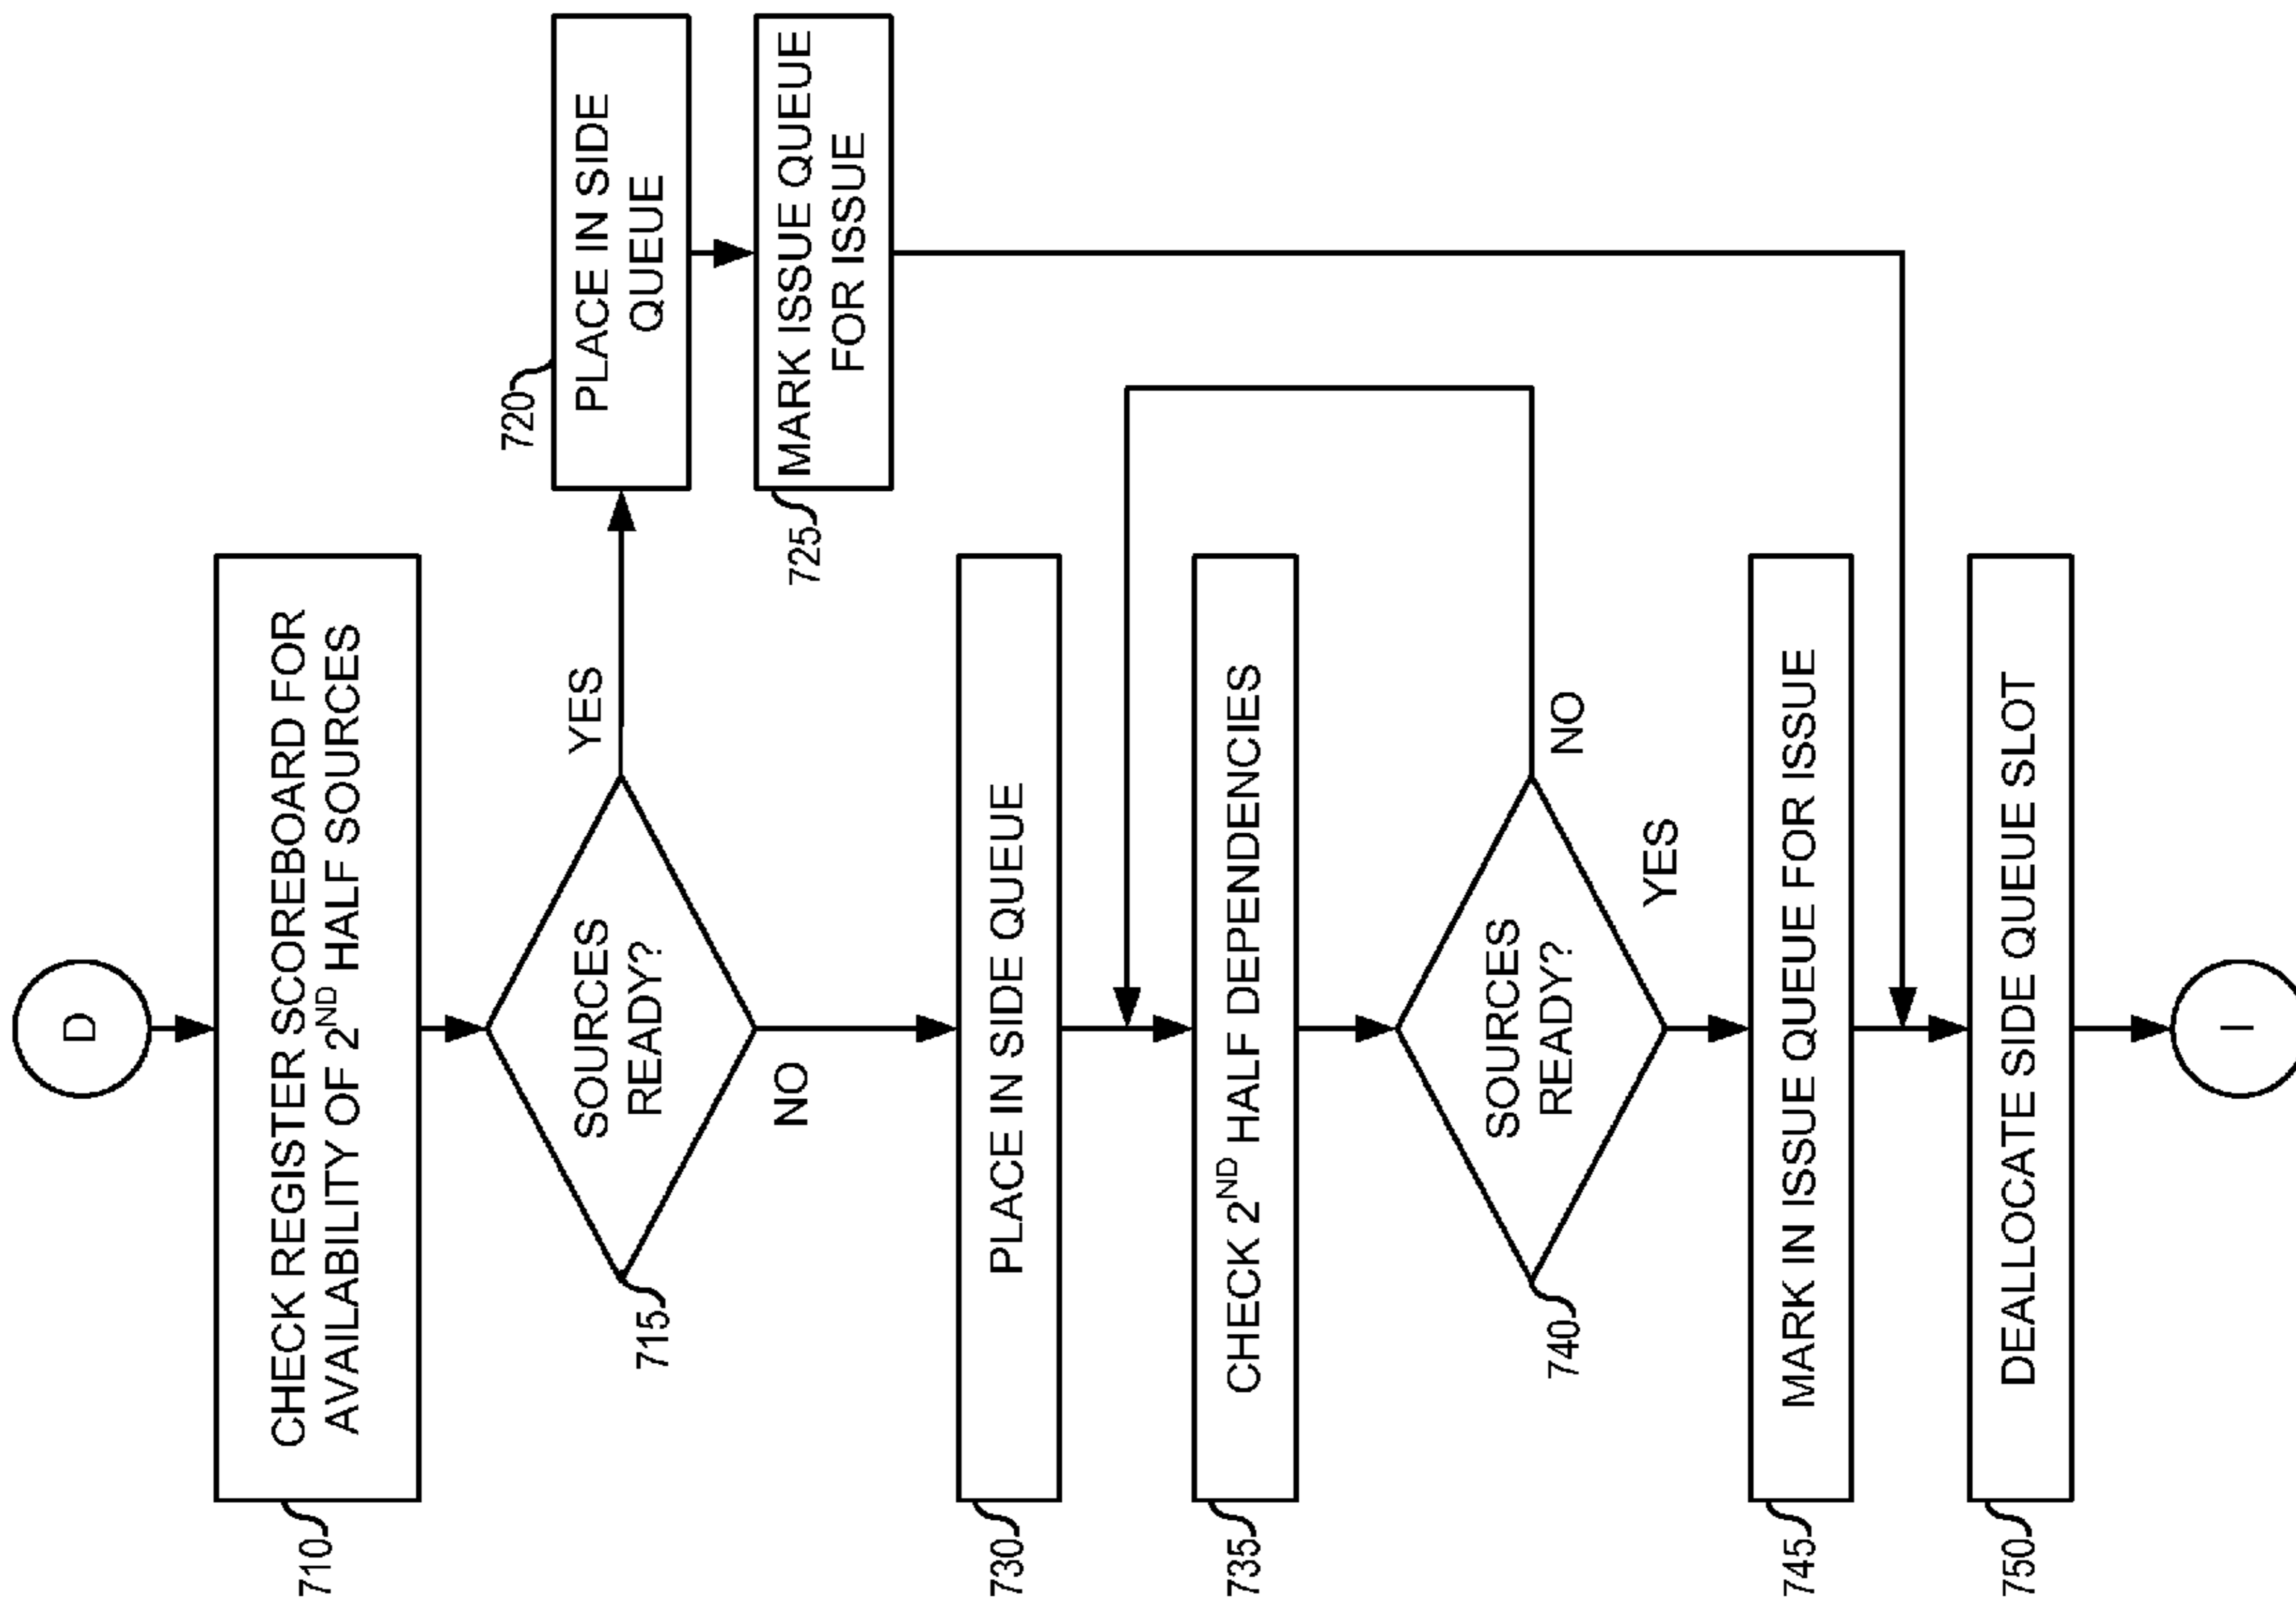 D
710
CHECK REGISTER SCOREBOARD FOR
AVAILABILITY OF 2ND HALF SOURCES
715
SOURCES
READY?
YES
720
PLACE IN SIDE
QUEUE
725
MARK ISSUE QUEUE
FOR ISSUE
NO
730
PLACE IN SIDE QUEUE
735
CHECK 2ND HALF DEPENDENCIES
740
SOURCES
READY?
NO
YES
745
MARK IN ISSUE QUEUE FOR ISSUE
750
DEALLOCATE SIDE QUEUE SLOT
I